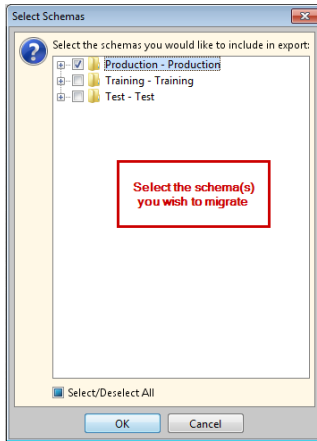 Select Schemas
Select the schemas you would like to include in export:
Production - Production
Training - Training
Test - Test
Select the schema(s)
you wish to migrate
Select/Deselect All
OK
Cancel